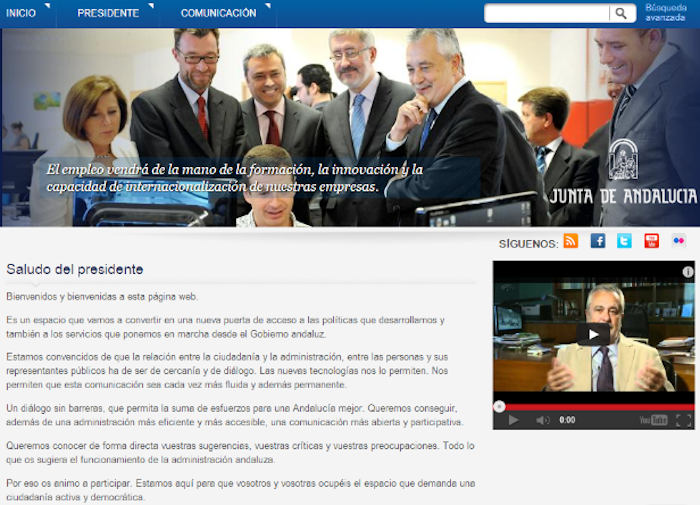 INICIO PRESIDENTE COMUNICACIÓN Búsqueda
avanzada
El empleo vendrá de la mano de la formación, la innovación y la
capacidad de internacionalización de nuestras empresas.
JUNTA DE ANDALUCIA
SÍGUENOS:
Saludo del presidente
Bienvenidos y bienvenidas a esta página web.
Es un espacio que vamos a convertir en una nueva puerta de acceso a las políticas que desarrollamos y
también a los servicios que ponemos en marcha desde el Gobierno andaluz.
Estamos convencidos de que la relación entre la ciudadanía y la administración, entre las personas y sus
representantes públicos ha de ser de cercanía y de diálogo. Las nuevas tecnologías nos lo permiten. Nos
permiten que esta comunicación sea cada vez más fluida y además permanente.
Un diálogo sin barreras, que permita la suma de esfuerzos para una Andalucía mejor. Queremos conseguir,
además de una administración más eficiente y más accesible, una comunicación más abierta y participativa.
Queremos conocer de forma directa vuestras sugerencias, vuestras críticas y vuestras preocupaciones. Todo lo
que os sugiera el funcionamiento de la administración andaluza.
Por eso os animo a participar. Estamos aquí para que vosotros y vosotras ocupéis el espacio que demanda una
ciudadanía activa y democrática.
0:00 YouTube